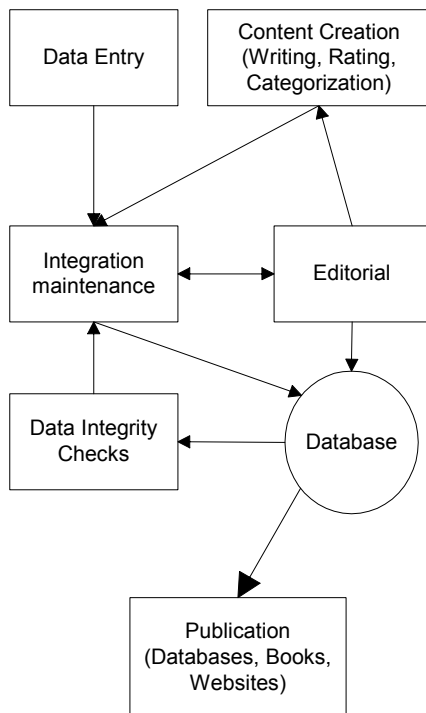 Data Entry
Content Creation
(Writing, Rating,
Categorization)
Integration
maintenance
Editorial
Data Integrity
Checks
Database
Publication
(Databases, Books,
Websites)